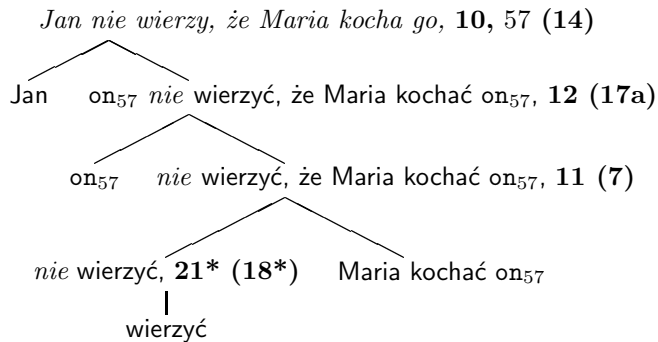 Jan nie wierzy, że Maria kocha go, 10, 57 (14)
Jan on₅₇ nie wierzyć, że Maria kochać on₅₇, 12 (17a)
on₅₇ nie wierzyć, że Maria kochać on₅₇, 11 (7)
nie wierzyć, 21* (18*) Maria kochać on₅₇
wierzyć